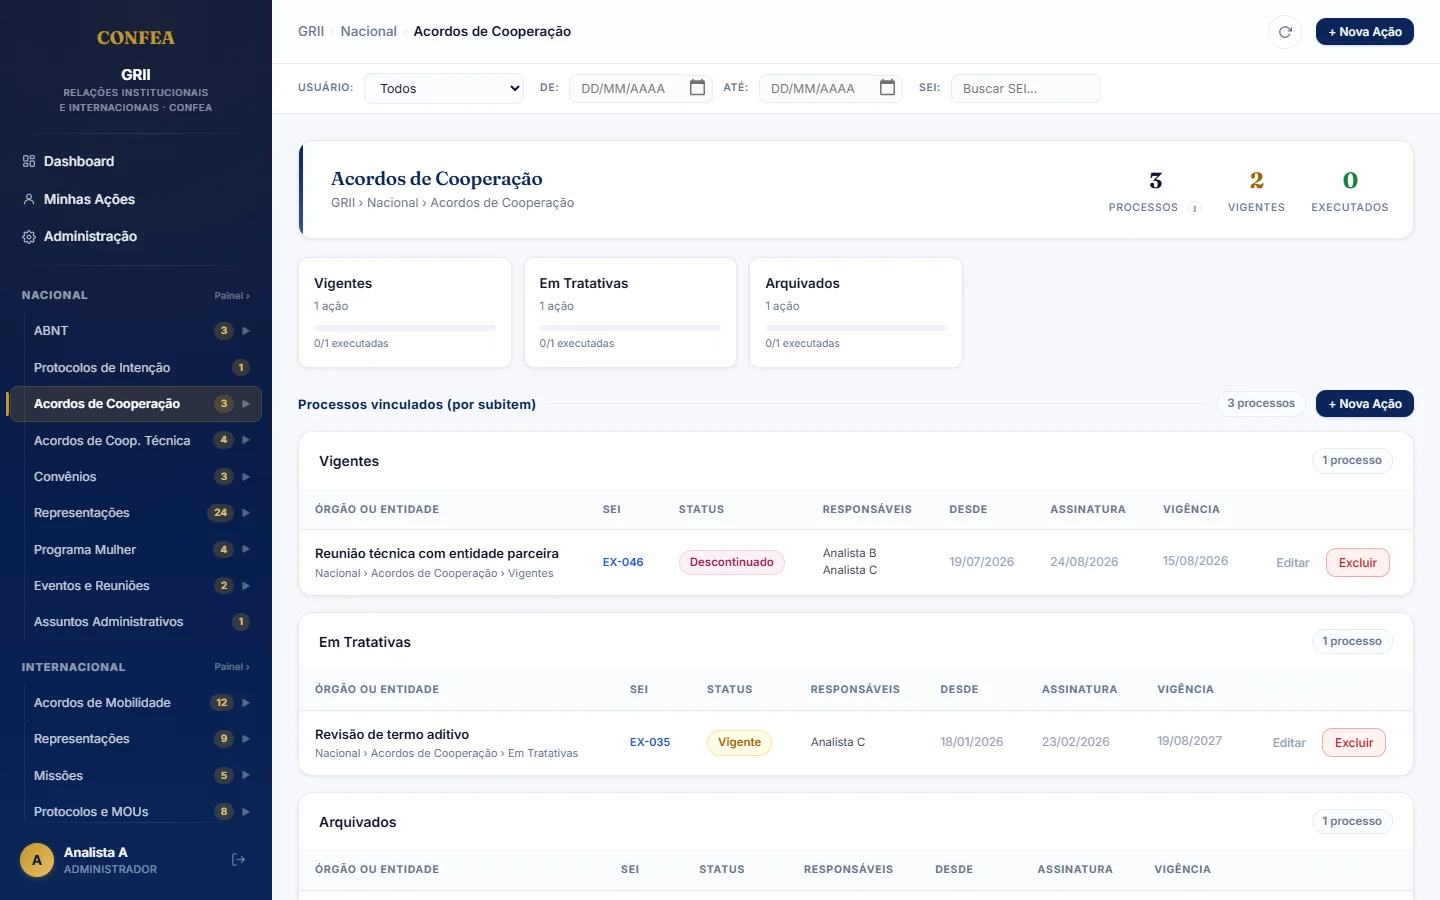 CONFEA
GRII
RELAÇÕES INSTITUCIONAIS
E INTERNACIONAIS · CONFEA
Dashboard
Minhas Ações
Administração
NACIONAL Painel ›
ABNT 3 ▶
Protocolos de Intenção 1
Acordos de Cooperação 3 ▶
Acordos de Coop. Técnica 4 ▶
Convênios 3 ▶
Representações 24 ▶
Programa Mulher 4 ▶
Eventos e Reuniões 2 ▶
Assuntos Administrativos 1
INTERNACIONAL Painel ›
Acordos de Mobilidade 12 ▶
Representações 9 ▶
Missões 5 ▶
Protocolos e MOUs 8 ▶
A
Analista A
ADMINISTRADOR
GRII › Nacional › Acordos de Cooperação
+ Nova Ação
USUÁRIO: Todos DE: DD/MM/AAAA ATÉ: DD/MM/AAAA SEI: Buscar SEI...
Acordos de Cooperação
GRII › Nacional › Acordos de Cooperação
3
PROCESSOS i
2
VIGENTES
0
EXECUTADOS
Vigentes
1 ação
0/1 executadas
Em Tratativas
1 ação
0/1 executadas
Arquivados
1 ação
0/1 executadas
Processos vinculados (por subitem) 3 processos + Nova Ação
Vigentes 1 processo
ÓRGÃO OU ENTIDADE SEI STATUS RESPONSÁVEIS DESDE ASSINATURA VIGÊNCIA
Reunião técnica com entidade parceira
Nacional › Acordos de Cooperação › Vigentes
EX-046 Descontinuado
Analista B
Analista C
19/07/2026 24/08/2026 15/08/2026 Editar Excluir
Em Tratativas 1 processo
ÓRGÃO OU ENTIDADE SEI STATUS RESPONSÁVEIS DESDE ASSINATURA VIGÊNCIA
Revisão de termo aditivo
Nacional › Acordos de Cooperação › Em Tratativas
EX-035 Vigente Analista C 18/01/2026 23/02/2026 19/08/2027 Editar Excluir
Arquivados 1 processo
ÓRGÃO OU ENTIDADE SEI STATUS RESPONSÁVEIS DESDE ASSINATURA VIGÊNCIA